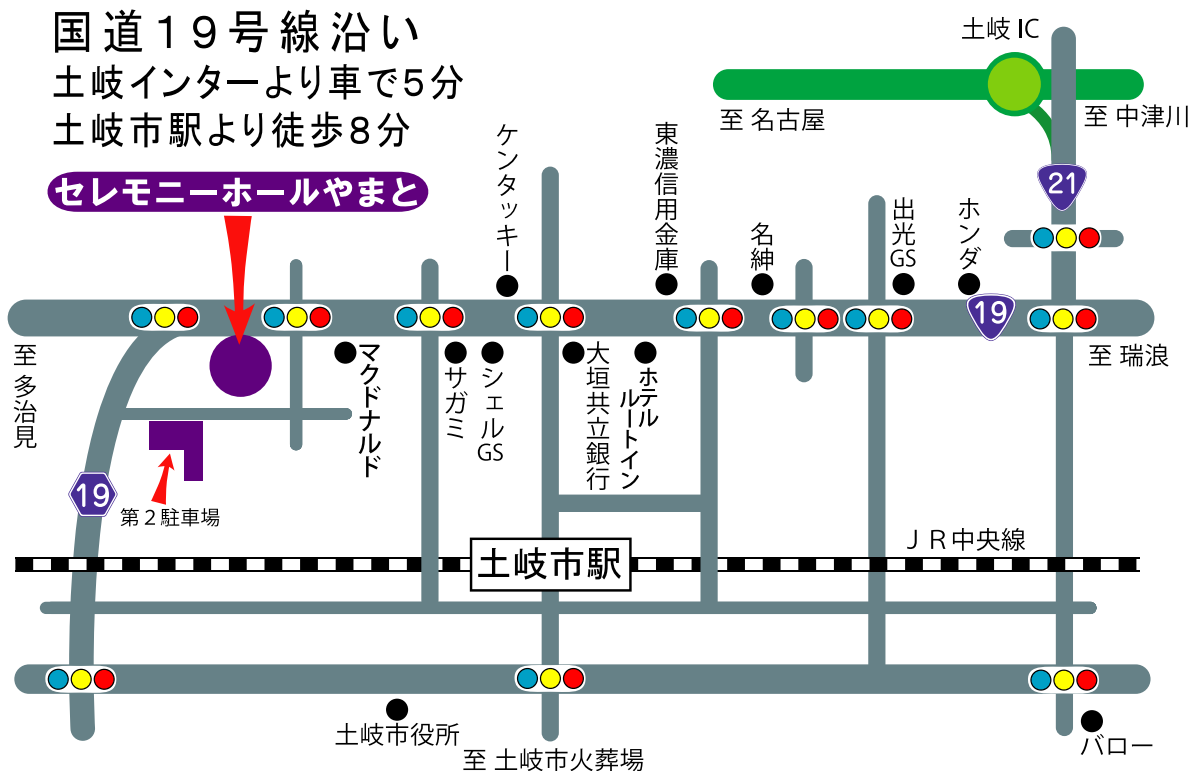 国道19号線沿い
土岐インターより車で5分
土岐市駅より徒歩8分
セレモニーホールやまと
土岐 IC
至 名古屋
至 中津川
21
ケンタッキー
東濃信用金庫
名紳
出光GS
ホンダ
19
至 多治見
マクドナルド
サガミ
シェルGS
大垣共立銀行
ホテル
ルートイン
至 瑞浪
19
第2駐車場
JR中央線
土岐市駅
土岐市役所
至 土岐市火葬場
バロー